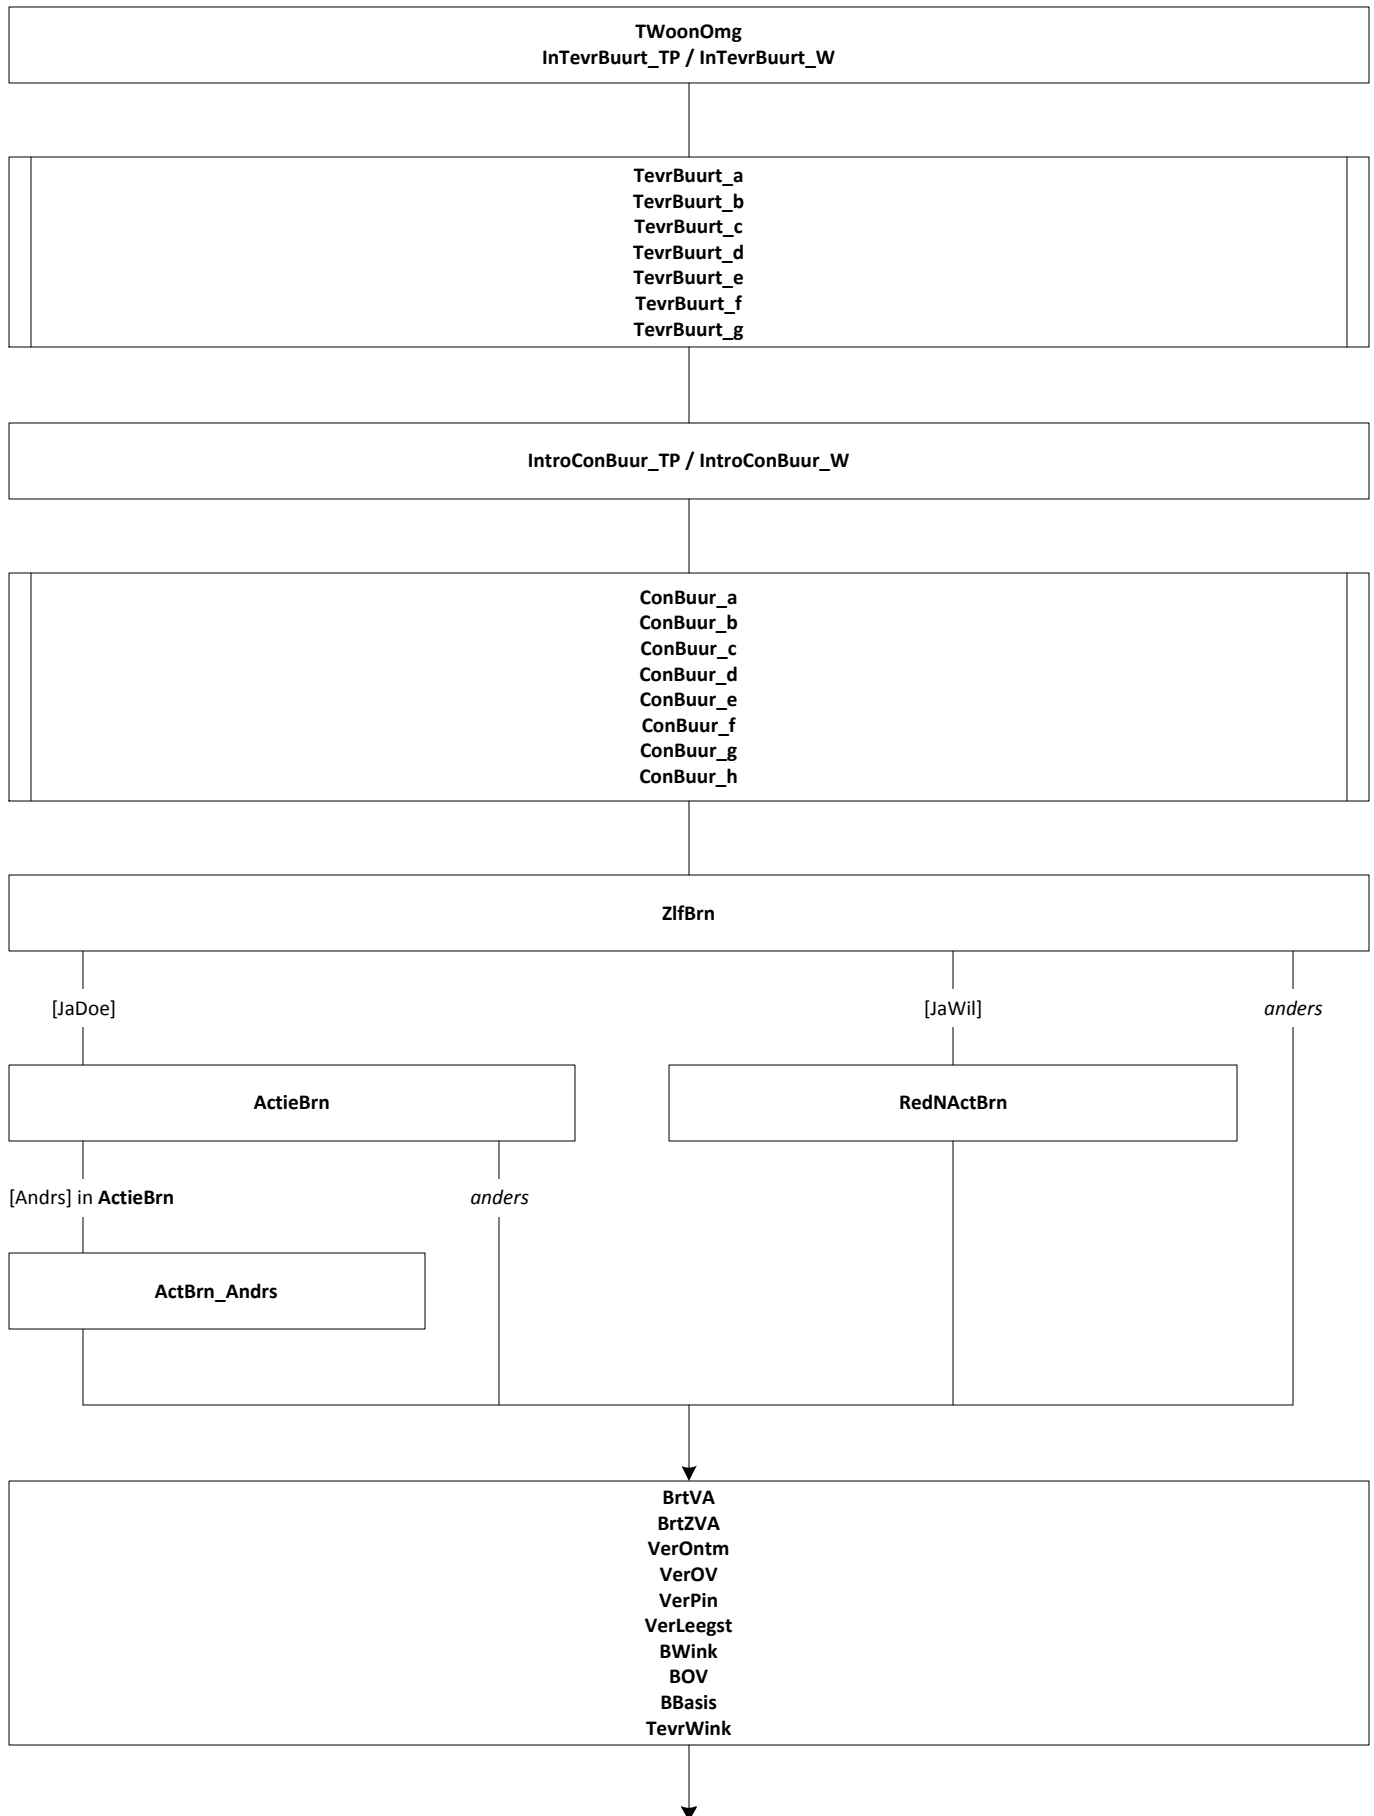 TWoonOmg
InTevrBuurt_TP / InTevrBuurt_W
TevrBuurt_a
TevrBuurt_b
TevrBuurt_c
TevrBuurt_d
TevrBuurt_e
TevrBuurt_f
TevrBuurt_g
IntroConBuur_TP / IntroConBuur_W
ConBuur_a
ConBuur_b
ConBuur_c
ConBuur_d
ConBuur_e
ConBuur_f
ConBuur_g
ConBuur_h
ZlfBrn
[JaDoe]
[JaWil]
anders
ActieBrn
RedNActBrn
[Andrs] in ActieBrn
anders
ActBrn_Andrs
BrtVA
BrtZVA
VerOntm
VerOV
VerPin
VerLeegst
BWink
BOV
BBasis
TevrWink